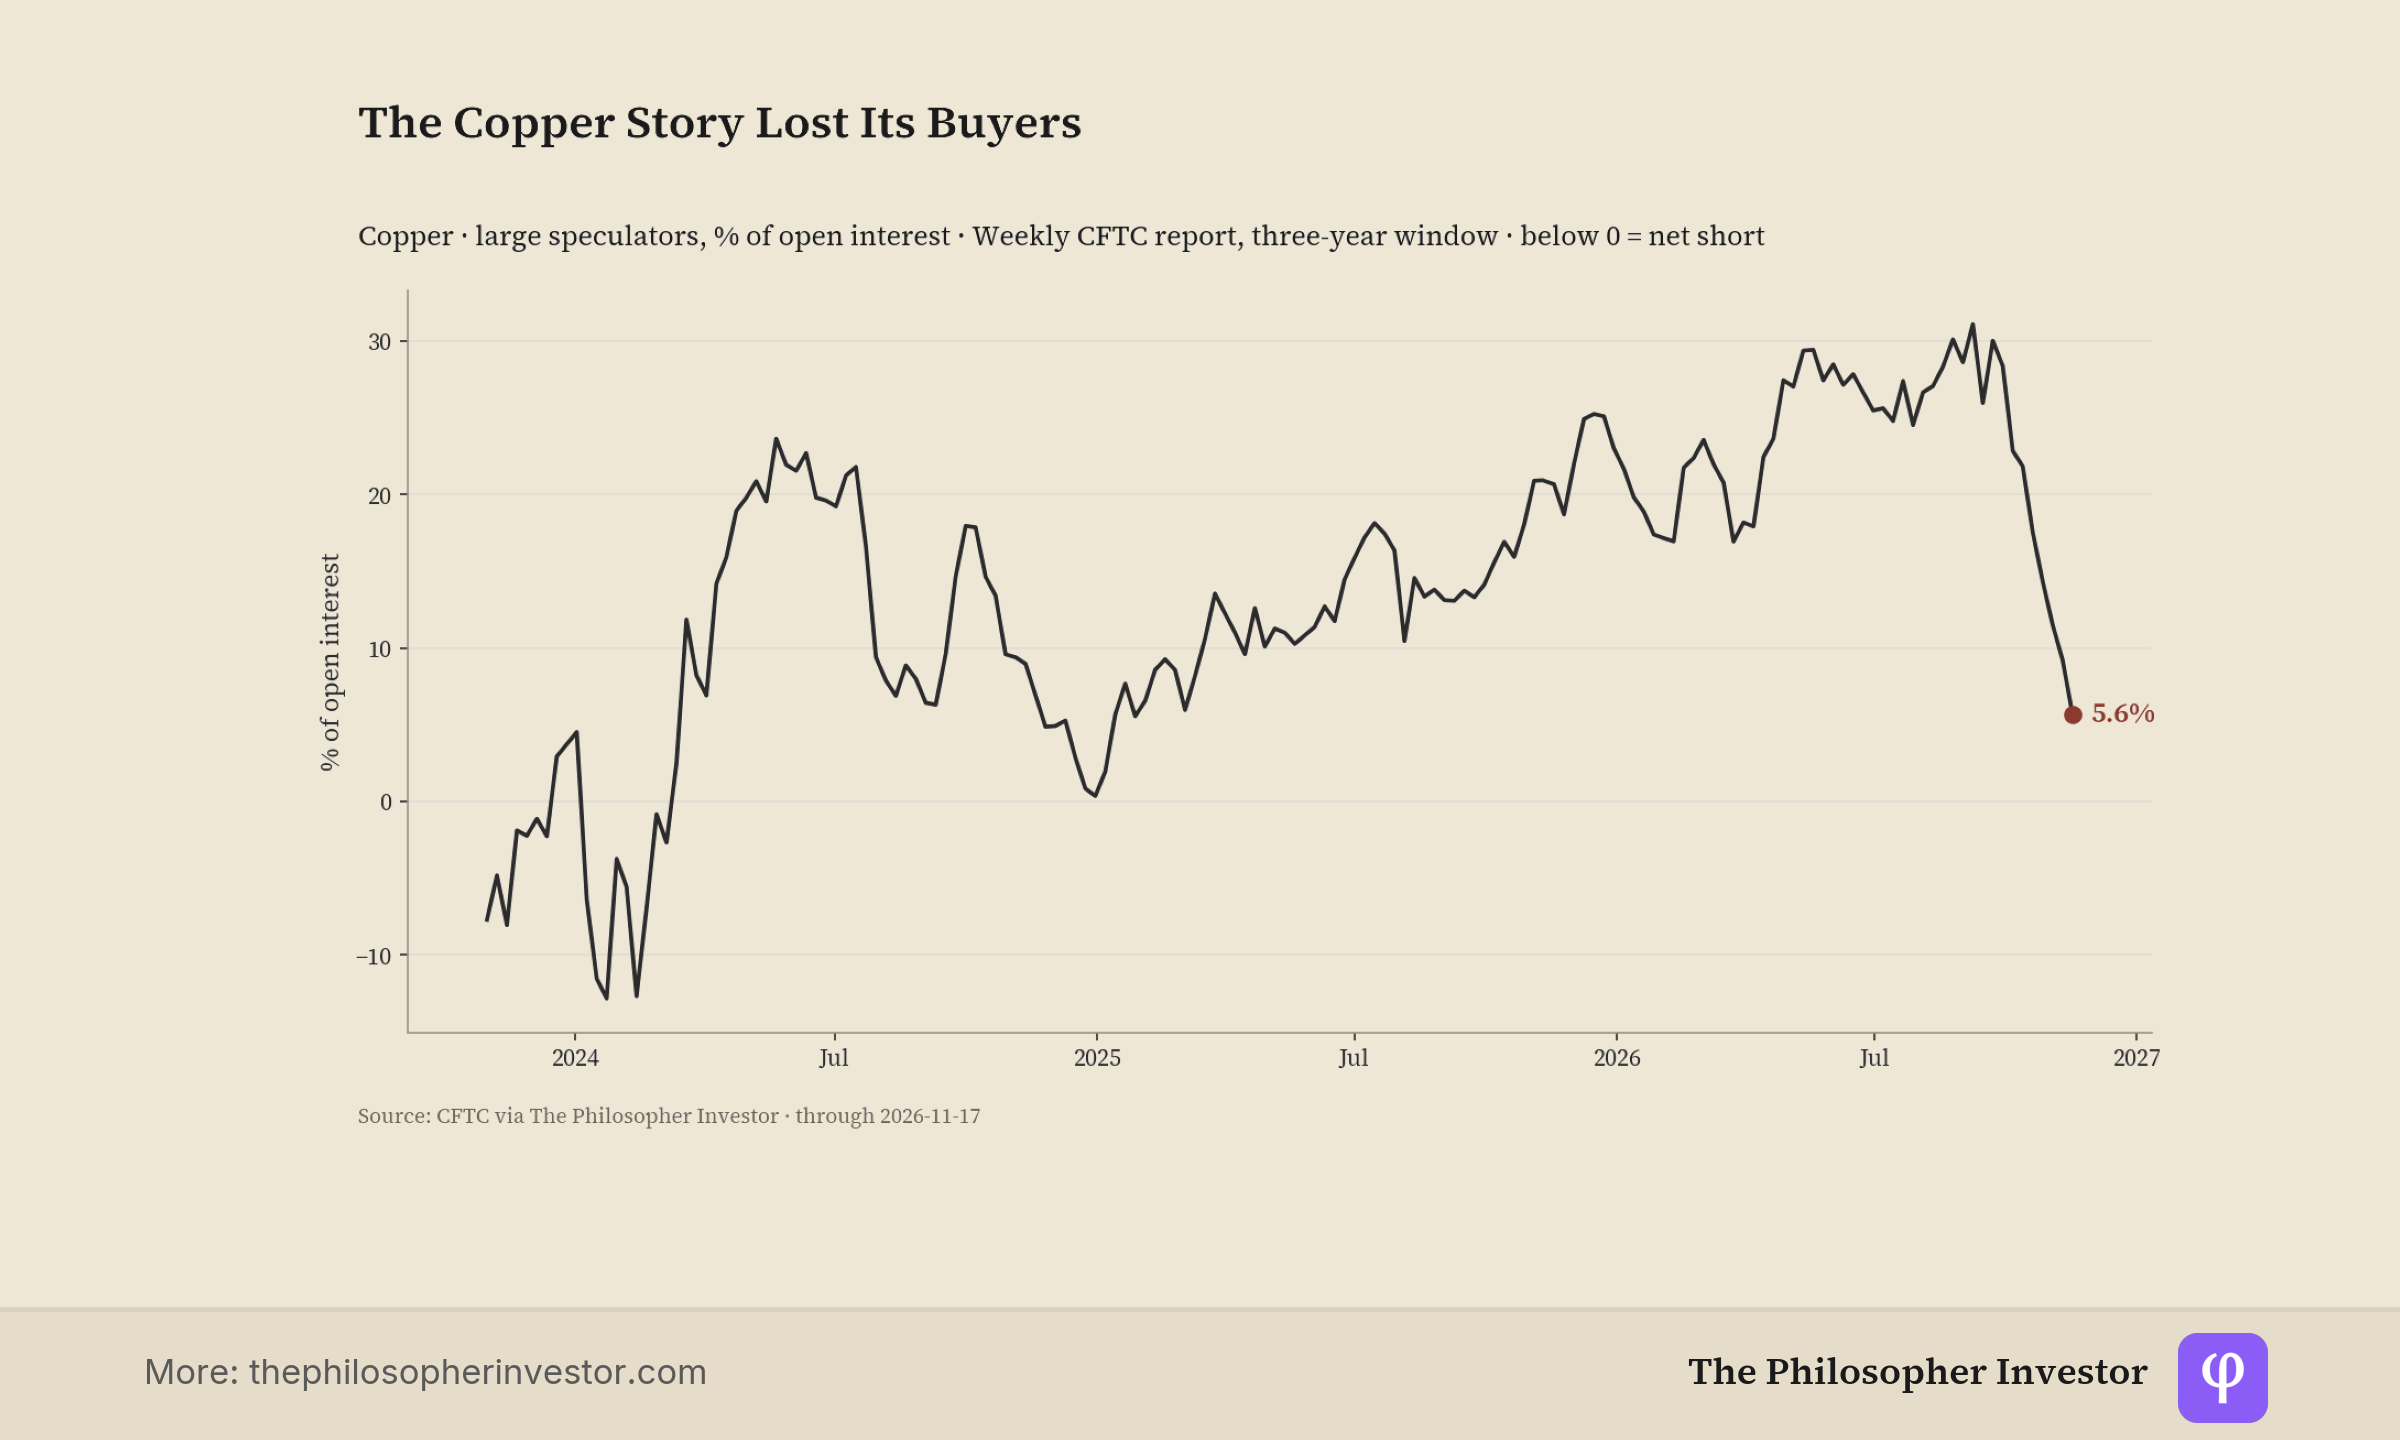 The Copper Story Lost Its Buyers
Copper · large speculators, % of open interest · Weekly CFTC report, three-year window · below 0 = net short
% of open interest
30
20
10
0
−10
5.6%
2024
Jul
2025
Jul
2026
Jul
2027
Source: CFTC via The Philosopher Investor · through 2026-11-17
More: thephilosopherinvestor.com
The Philosopher Investor
φ